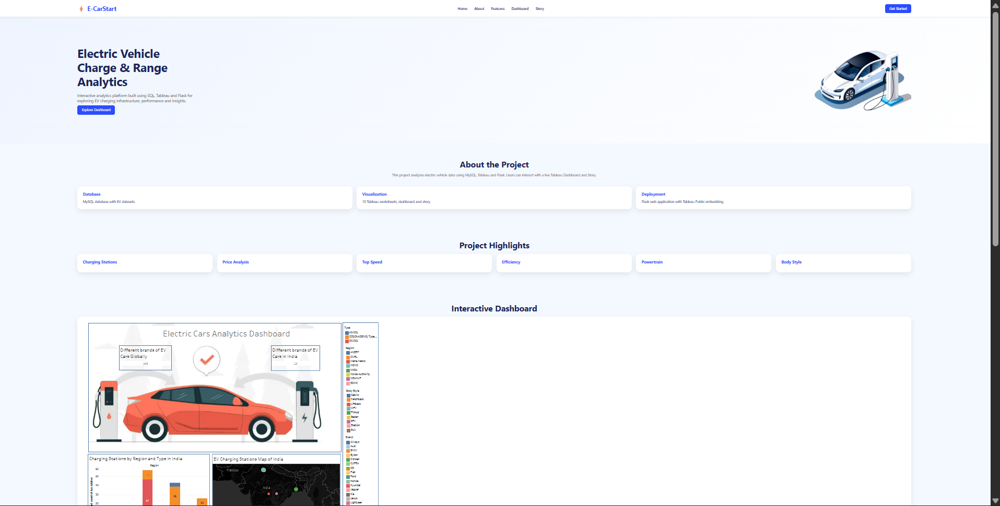 E-CarStart
Home About Features Dashboard Story
Get Started
Electric Vehicle
Charge & Range
Analytics
Interactive analytics platform built using SQL, Tableau and Flask for
exploring EV charging infrastructure, performance and insights.
Explore Dashboard
About the Project
This project analyzes electric vehicle data using MySQL, Tableau and Flask. Users can interact with a live Tableau Dashboard and Story.
Database
MySQL database with EV datasets.
Visualization
10 Tableau worksheets, dashboard and story.
Deployment
Flask web application with Tableau Public embedding.
Project Highlights
Charging Stations
Price Analysis
Top Speed
Efficiency
Powertrain
Body Style
Interactive Dashboard
Electric Cars Analytics Dashboard
Different brands of EV
Cars Globally
Different brands of EV
Cars in India
12
Type
AC-001
CCS/CHADEMO/ Type...
DC-001
Region
ANERT
CMRL
Maha Metro
NDMC
NKDA
Noida Authority
NRANVP
SDMC
Body Style
Cabrio
Hatchback
Liftback
MPV
Pickup
Sedan
SPV
Station
SUV
Brand
Aiways
Audi
BMW
Byton
Citroen
CUPRA
DS
Fiat
Ford
Honda
Hyundai
Jaguar
Kia
Lexus
Lightyear
Charging Stations by Region and Type in India
Region
60
50
40
30
20
47
21
10
EV Charging Stations Map of India
Pakistan
India